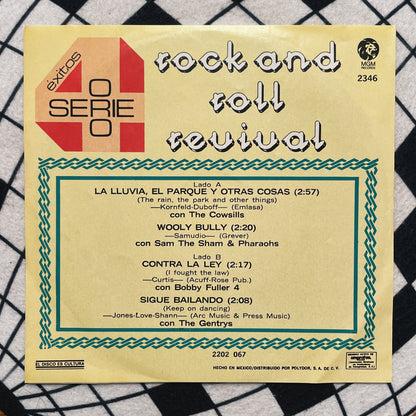 éxitos
SERIE
OOO
rock and
roll
revival
MGM
RECORDS
2346
Lado A
LA LLUVIA, EL PARQUE Y OTRAS COSAS (2:57)
(The rain, the park and other things)
—Kornfeld-Duboff— (Emlasa)
con The Cowsills
WOOLY BULLY (2:20)
—Samudio— (Grever)
con Sam The Sham & Pharaohs
Lado B
CONTRA LA LEY (2:17)
(I fought the law)
—Curtis— (Acuff-Rose Pub.)
con Bobby Fuller 4
SIGUE BAILANDO (2:08)
(Keep on dancing)
—Jones-Love-Shann— (Arc Music & Press Music)
con The Gentrys
2202 067
EL DISCO ES CULTURA
HECHO EN MEXICO/DISTRIBUIDO POR POLYDOR, S.A. DE C. V.